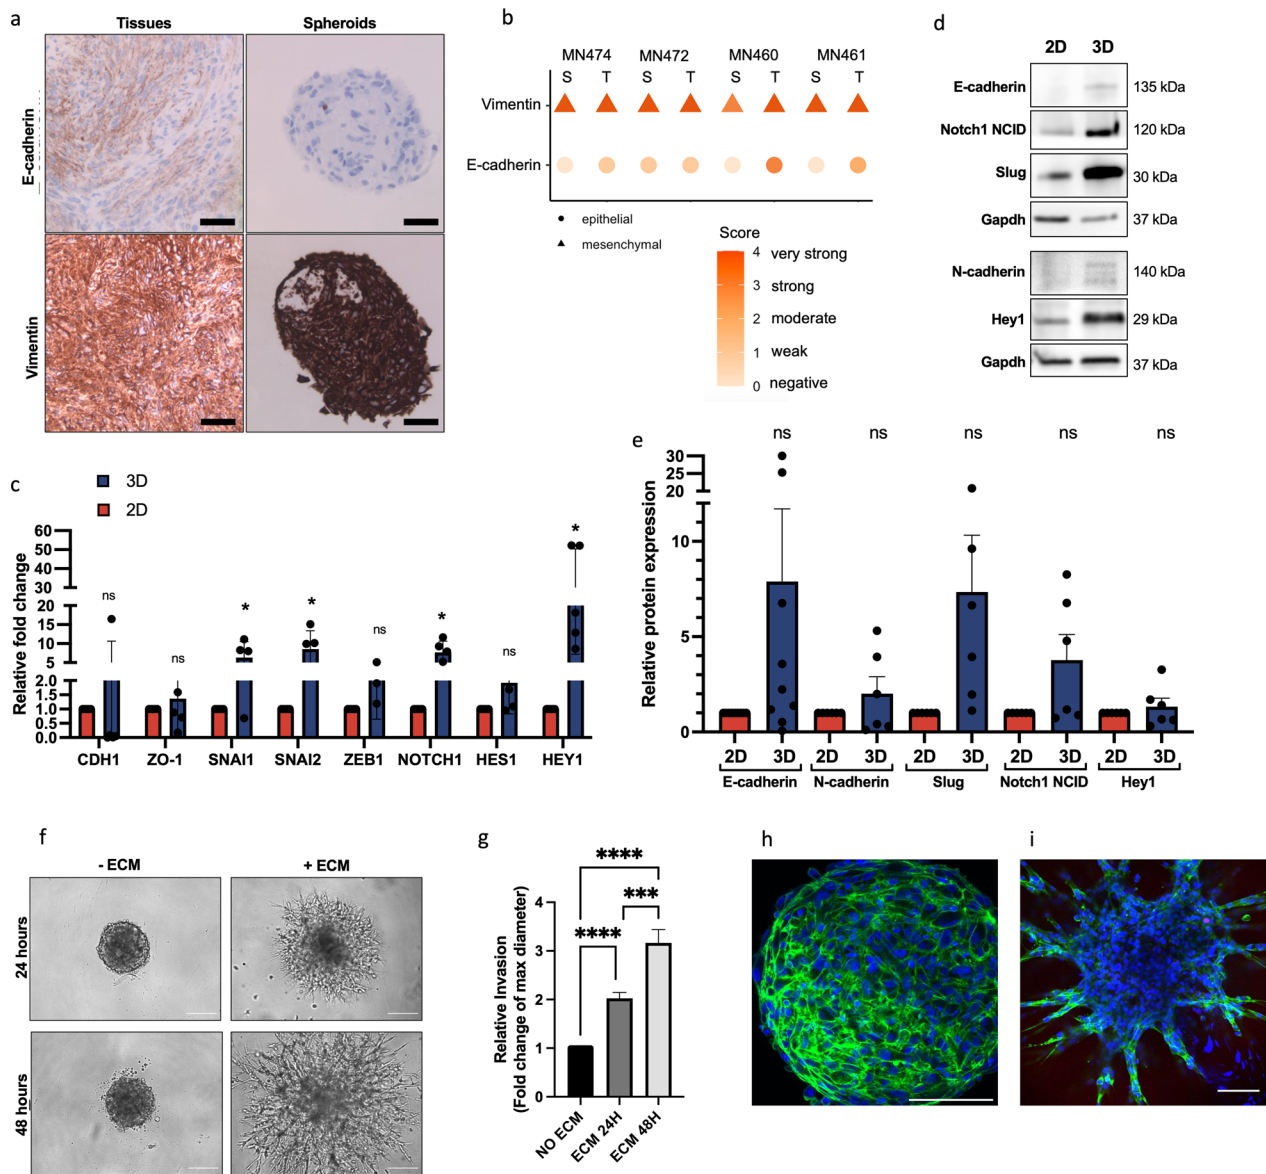 a
Tissues
Spheroids
E-cadherin
Vimentin
b
MN474 MN472 MN460 MN461
S T S T S T S T
Vimentin
E-cadherin
epithelial
mesenchymal
Score
4 very strong
3 strong
2 moderate
1 weak
0 negative
d
2D 3D
E-cadherin 135 kDa
Notch1 NCID 120 kDa
Slug 30 kDa
Gapdh 37 kDa
N-cadherin 140 kDa
Hey1 29 kDa
Gapdh 37 kDa
c
3D
2D
Relative fold change
60
50
40
30
20
15
10
5
2.0
1.5
1.0
0.5
0.0
ns ns * * ns * ns *
CDH1 ZO-1 SNAI1 SNAI2 ZEB1 NOTCH1 HES1 HEY1
e
ns ns ns ns ns
Relative protein expression
30
25
20
10
5
0
2D 3D 2D 3D 2D 3D 2D 3D 2D 3D
E-cadherin N-cadherin Slug Notch1 NCID Hey1
f
- ECM + ECM
24 hours
48 hours
g
Relative Invasion
(Fold change of max diameter)
****
***
****
4
3
2
1
0
NO ECM
ECM 24H
ECM 48H
h
i